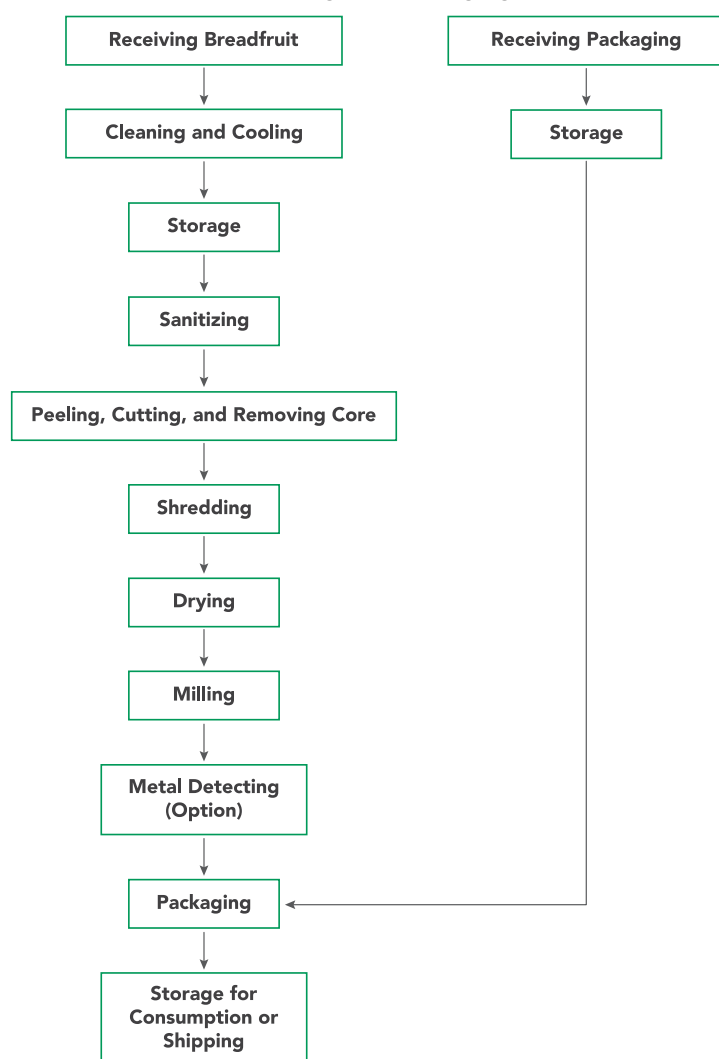 Receiving Breadfruit
Receiving Packaging
Cleaning and Cooling
Storage
Storage
Sanitizing
Peeling, Cutting, and Removing Core
Shredding
Drying
Milling
Metal Detecting
(Option)
Packaging
Storage for
Consumption or
Shipping